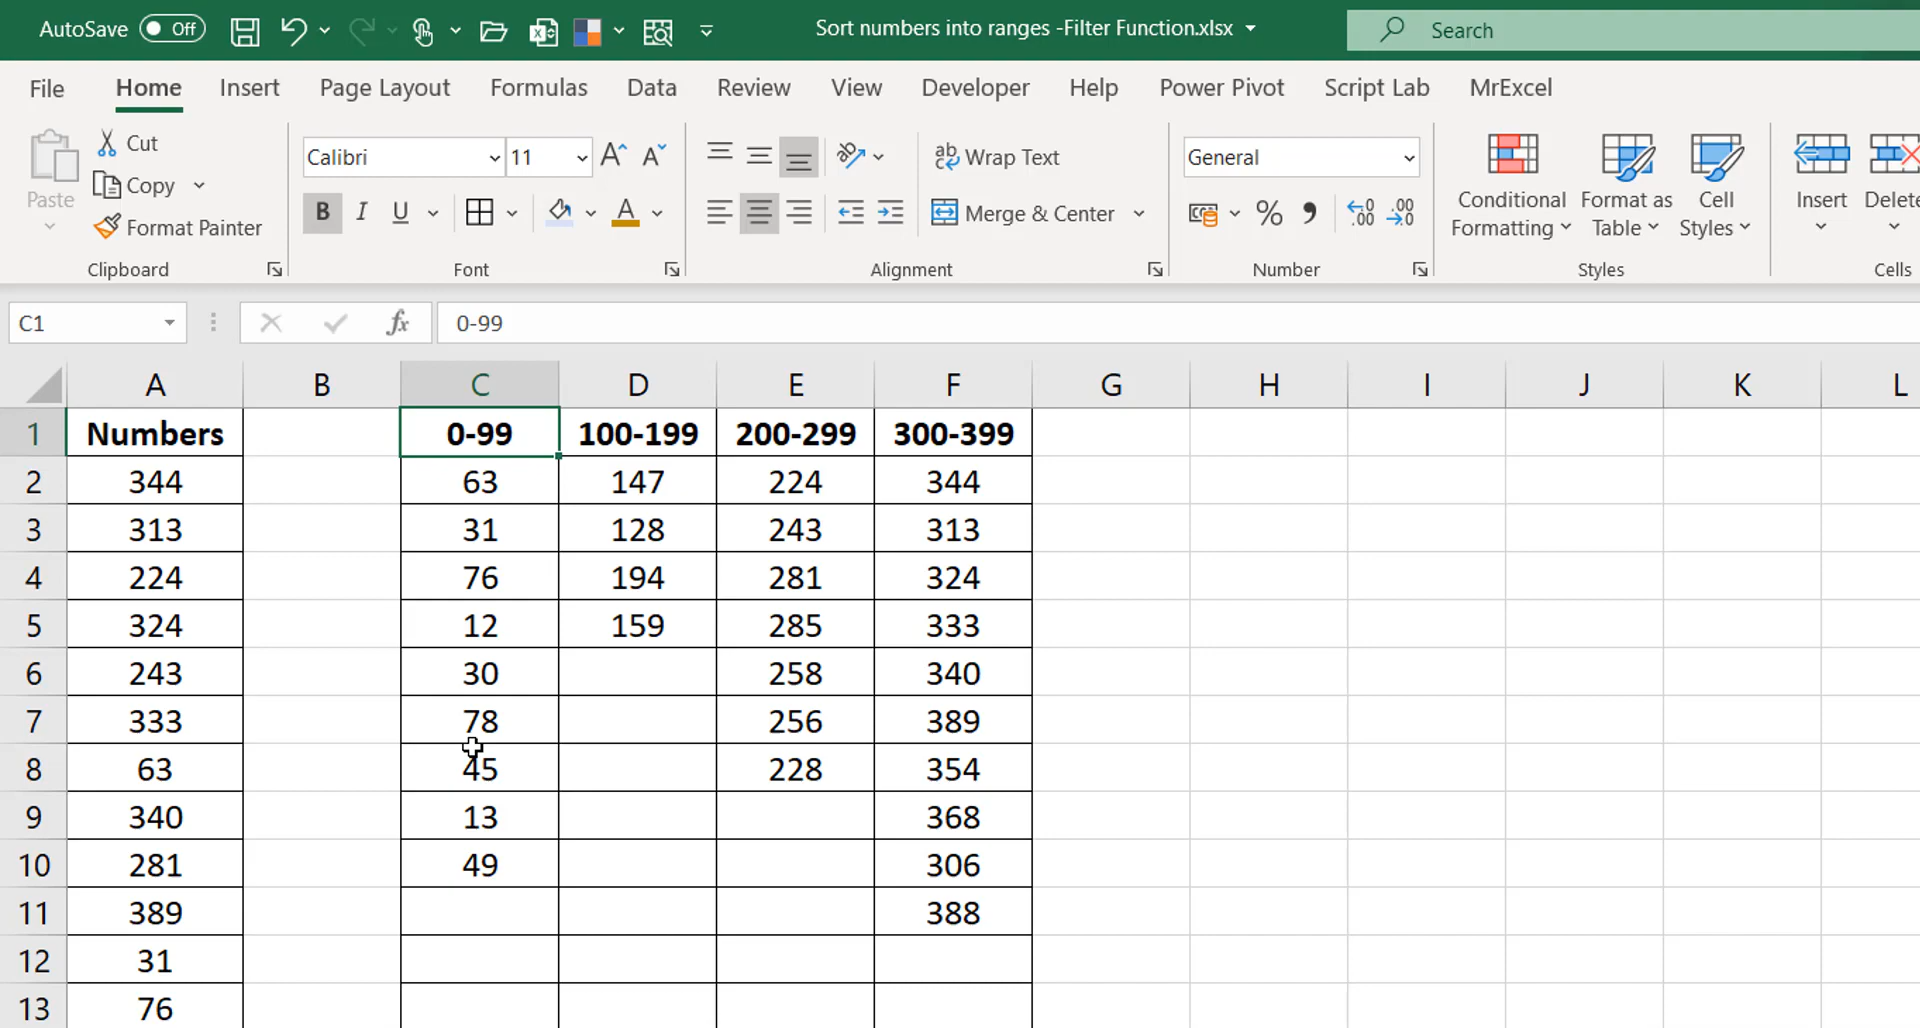 AutoSave Off Sort numbers into ranges -Filter Function.xlsx Search
File Home Insert Page Layout Formulas Data Review View Developer Help Power Pivot Script Lab MrExcel
Paste
Cut
Copy
Format Painter
Clipboard
Calibri 11
B I U
Font
Wrap Text
Merge & Center
Alignment
General
Number
Conditional Formatting
Format as Table
Cell Styles
Styles
Insert
Delete
Cells
C1 fx 0-99
A B C D E F G H I J K L
1 Numbers 0-99 100-199 200-299 300-399
2 344 63 147 224 344
3 313 31 128 243 313
4 224 76 194 281 324
5 324 12 159 285 333
6 243 30 258 340
7 333 78 256 389
8 63 45 228 354
9 340 13 368
10 281 49 306
11 389 388
12 31
13 76